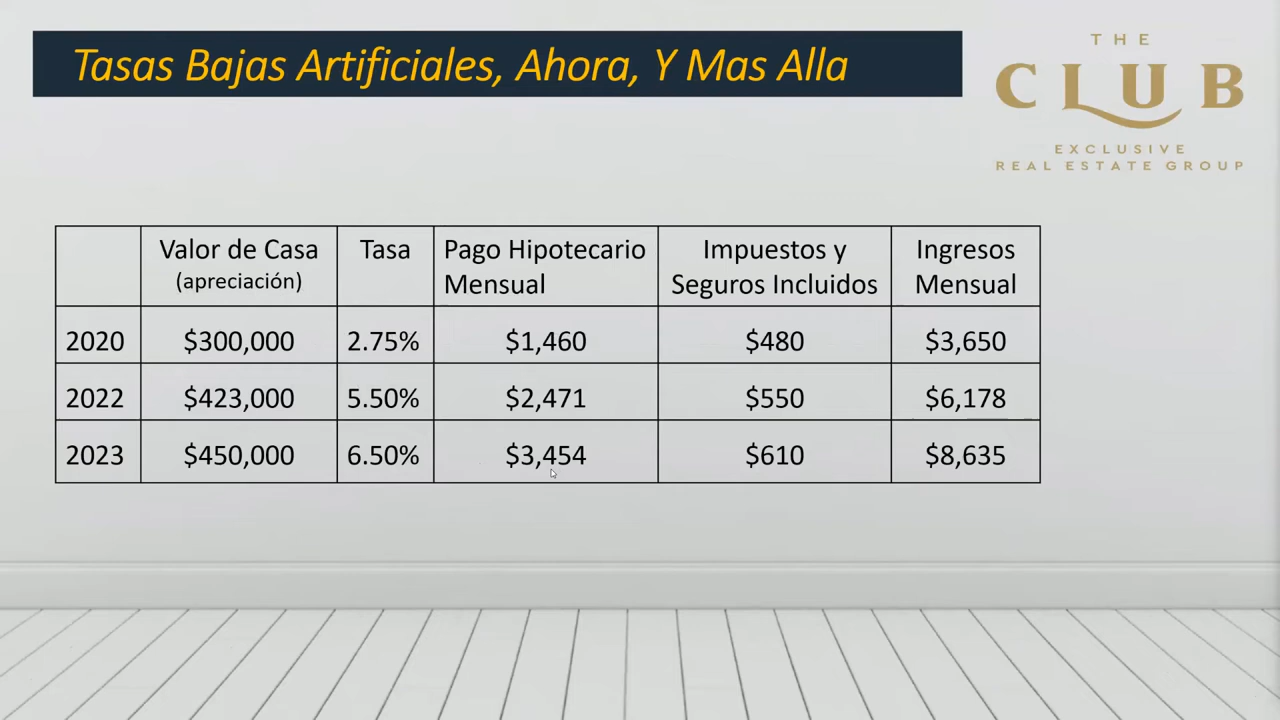 Tasas Bajas Artificiales, Ahora, Y Mas Alla
THE
CLUB
EXCLUSIVE
REAL ESTATE GROUP
Valor de Casa (apreciación) Tasa Pago Hipotecario Mensual Impuestos y Seguros Incluidos Ingresos Mensual
2020 $300,000 2.75% $1,460 $480 $3,650
2022 $423,000 5.50% $2,471 $550 $6,178
2023 $450,000 6.50% $3,454 $610 $8,635